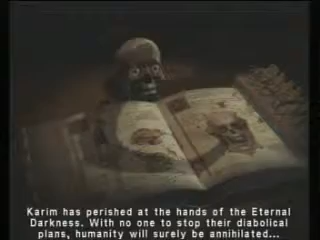 Karim has perished at the hands of the Eternal
Darkness. With no one to stop their diabolical
plans, humanity will surely be annihilated...